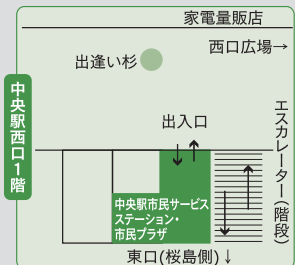 家電量販店
西口広場→
出逢い杉
中央駅西口1階
出入口
エスカレーター(階段)
中央駅市民サービス
ステーション・
市民プラザ
東口(桜島側)↓